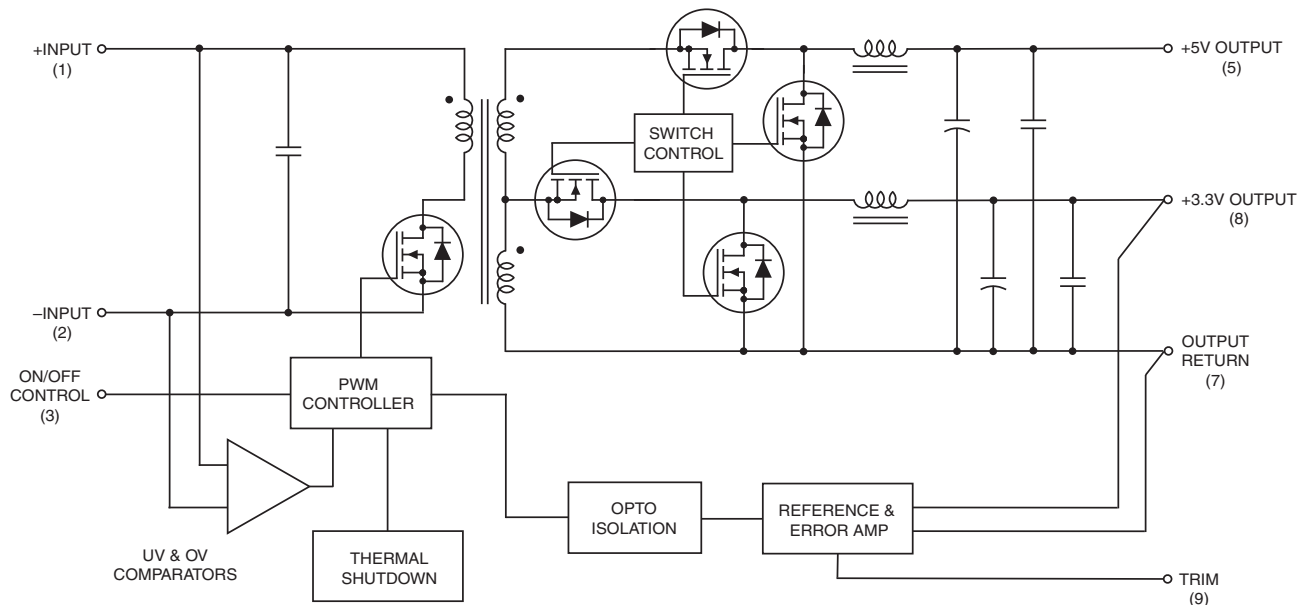 +INPUT
(1)
+5V OUTPUT
(5)
SWITCH
CONTROL
+3.3V OUTPUT
(8)
–INPUT
(2)
OUTPUT
RETURN
(7)
ON/OFF
CONTROL
(3)
PWM
CONTROLLER
OPTO
ISOLATION
REFERENCE &
ERROR AMP
UV & OV
COMPARATORS
THERMAL
SHUTDOWN
TRIM
(9)